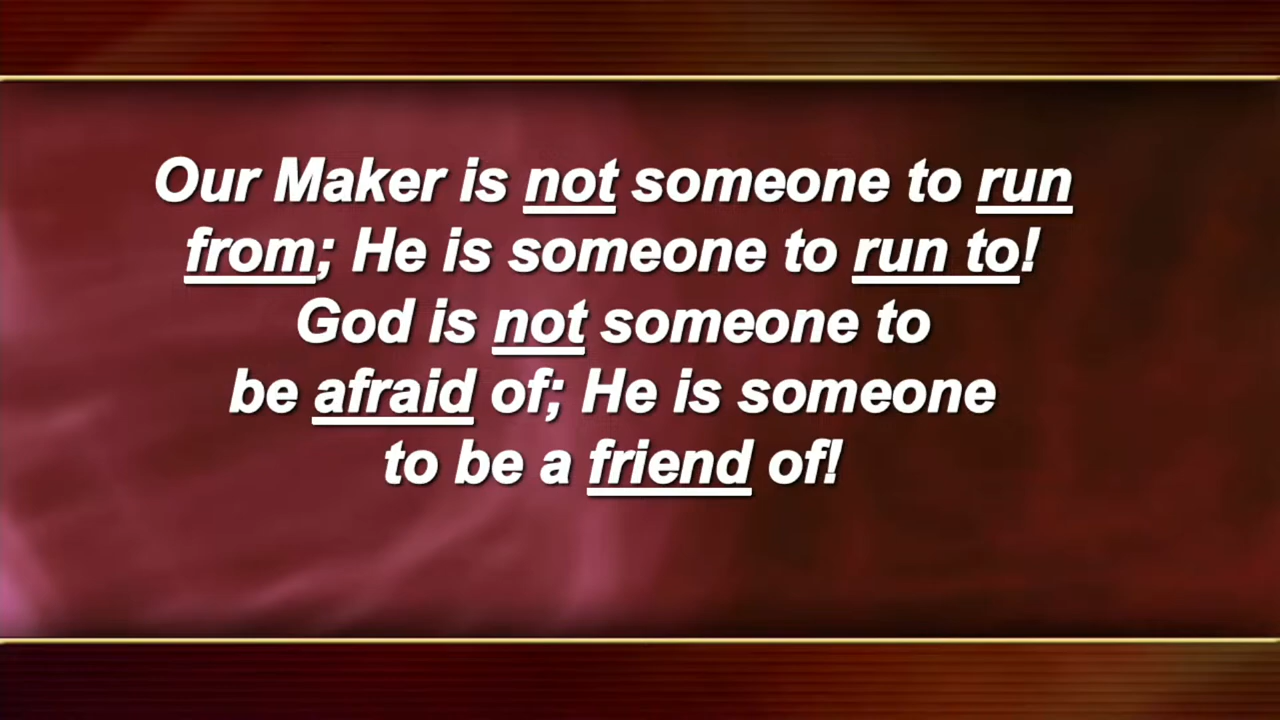 Our Maker is not someone to run
from; He is someone to run to!
God is not someone to
be afraid of; He is someone
to be a friend of!